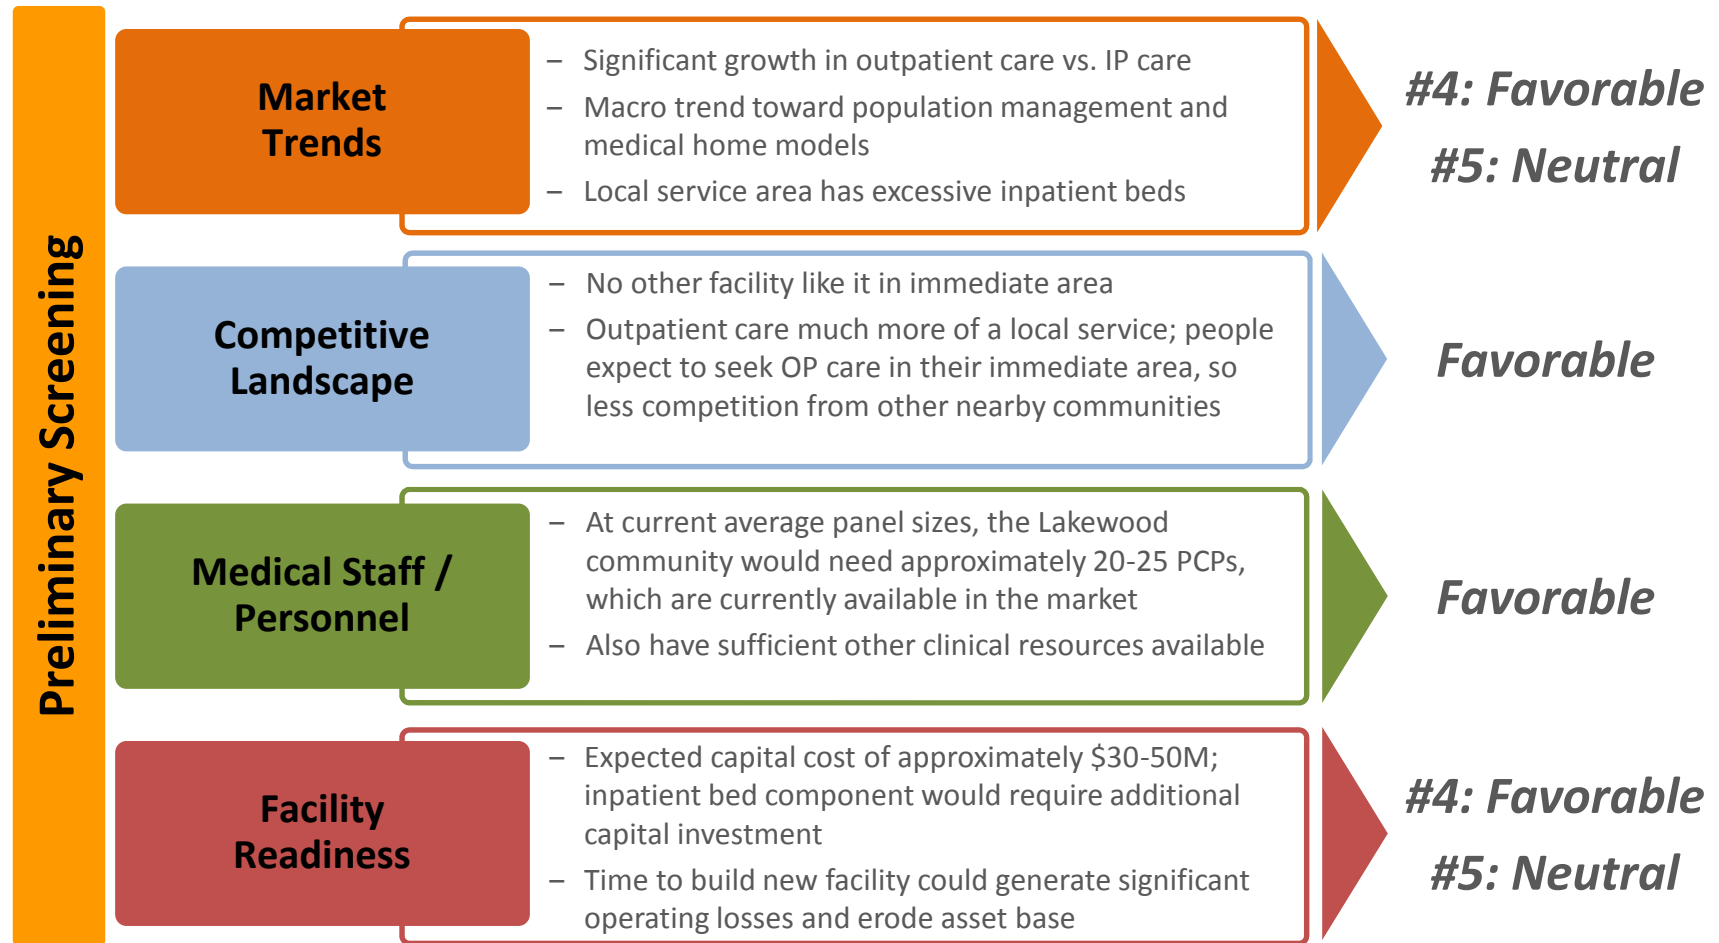 Preliminary Screening
Market
Trends
– Significant growth in outpatient care vs. IP care
– Macro trend toward population management and
medical home models
– Local service area has excessive inpatient beds
#4: Favorable
#5: Neutral
Competitive
Landscape
– No other facility like it in immediate area
– Outpatient care much more of a local service; people
expect to seek OP care in their immediate area, so
less competition from other nearby communities
Favorable
Medical Staff /
Personnel
– At current average panel sizes, the Lakewood
community would need approximately 20-25 PCPs,
which are currently available in the market
– Also have sufficient other clinical resources available
Favorable
Facility
Readiness
– Expected capital cost of approximately $30-50M;
inpatient bed component would require additional
capital investment
– Time to build new facility could generate significant
operating losses and erode asset base
#4: Favorable
#5: Neutral